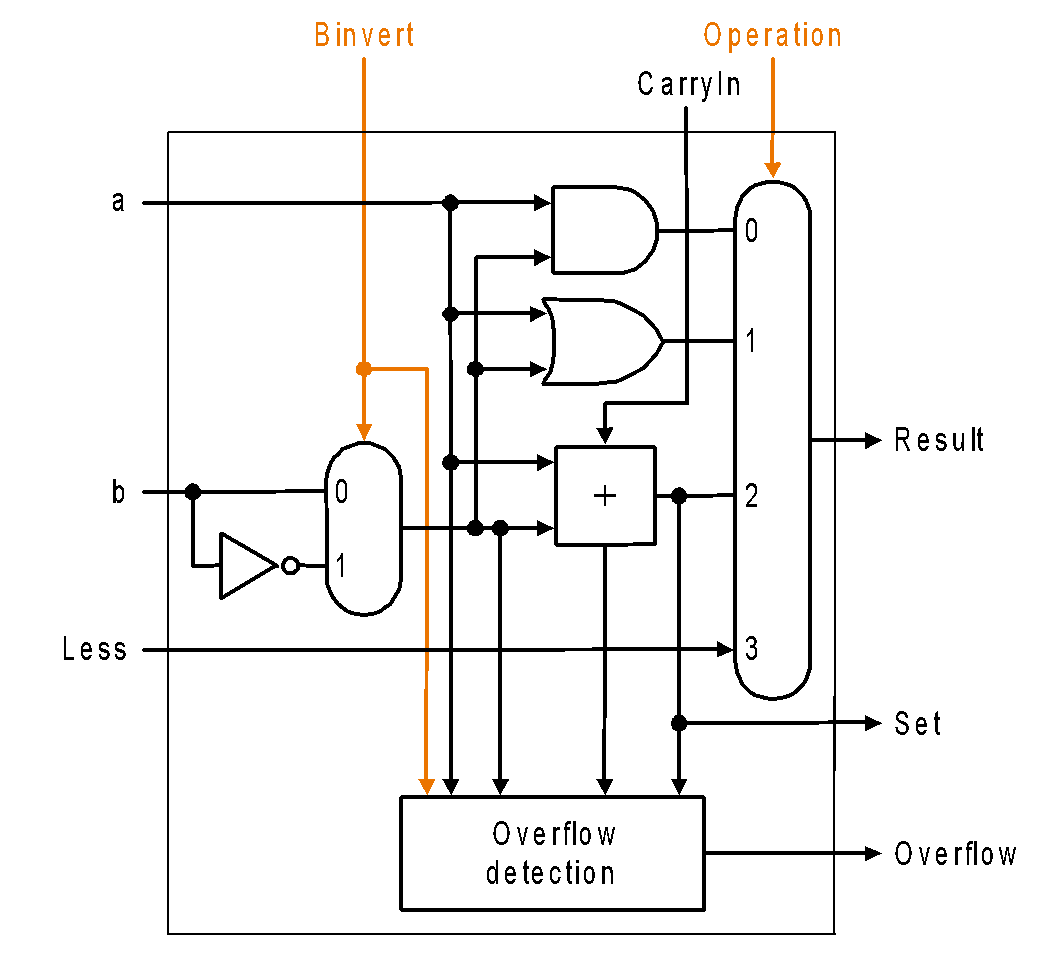 Binvert
Operation
CarryIn
a
0
1
b
0
+
2
1
Less
3
Result
Set
Overflow
detection
Overflow